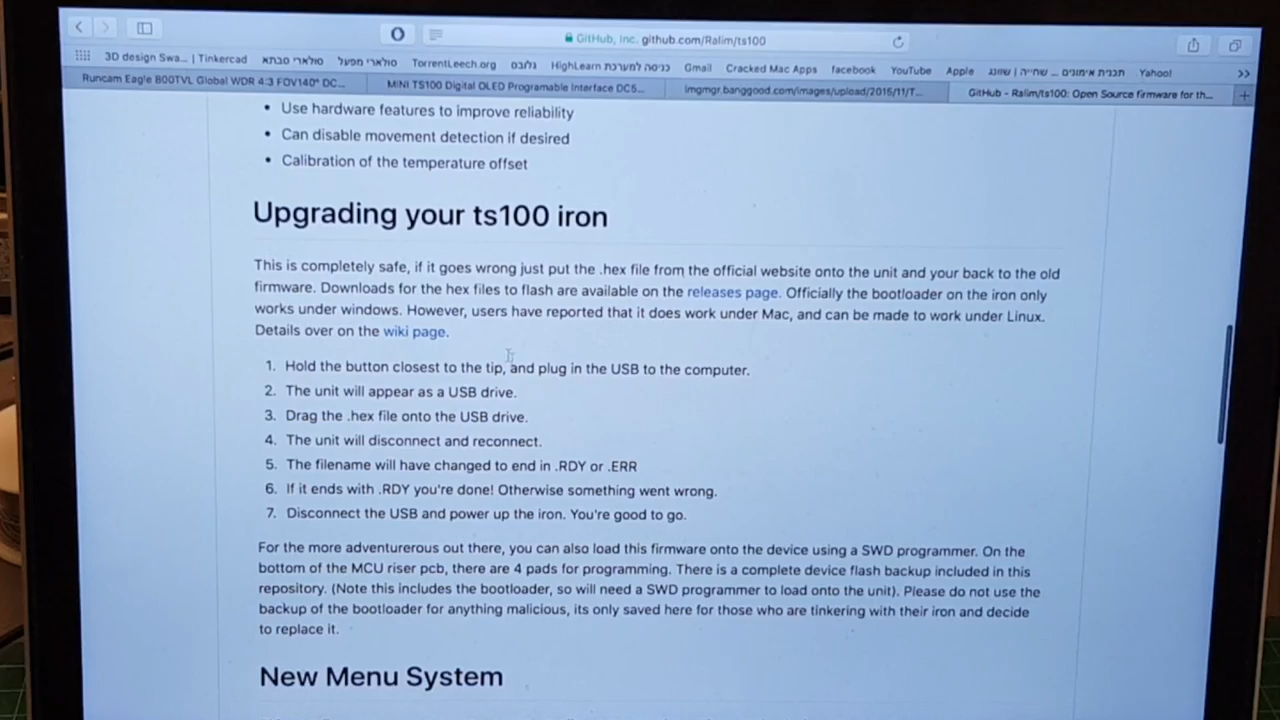 GitHub, Inc. github.com/Ralim/ts100
3D design Swa... | Tinkercad סולארי סבתא סולארי מפעל TorrentLeech.org גלובס HighLearn כניסה למערכת Gmail Cracked Mac Apps facebook YouTube Apple תכנית אימונים ... שחייה | שוונג Yahoo! >>
Runcam Eagle 800TVL Global WDR 4:3 FOV140° DC... MINI TS100 Digital OLED Programable Interface DC5... imgmgr.banggood.com/images/upload/2016/11/T... GitHub - Ralim/ts100: Open Source firmware for th... +
• Use hardware features to improve reliability
• Can disable movement detection if desired
• Calibration of the temperature offset
Upgrading your ts100 iron
This is completely safe, if it goes wrong just put the .hex file from the official website onto the unit and your back to the old
firmware. Downloads for the hex files to flash are available on the releases page. Officially the bootloader on the iron only
works under windows. However, users have reported that it does work under Mac, and can be made to work under Linux.
Details over on the wiki page.
1. Hold the button closest to the tip, and plug in the USB to the computer.
2. The unit will appear as a USB drive.
3. Drag the .hex file onto the USB drive.
4. The unit will disconnect and reconnect.
5. The filename will have changed to end in .RDY or .ERR
6. If it ends with .RDY you're done! Otherwise something went wrong.
7. Disconnect the USB and power up the iron. You're good to go.
For the more adventurerous out there, you can also load this firmware onto the device using a SWD programmer. On the
bottom of the MCU riser pcb, there are 4 pads for programming. There is a complete device flash backup included in this
repository. (Note this includes the bootloader, so will need a SWD programmer to load onto the unit). Please do not use the
backup of the bootloader for anything malicious, its only saved here for those who are tinkering with their iron and decide
to replace it.
New Menu System